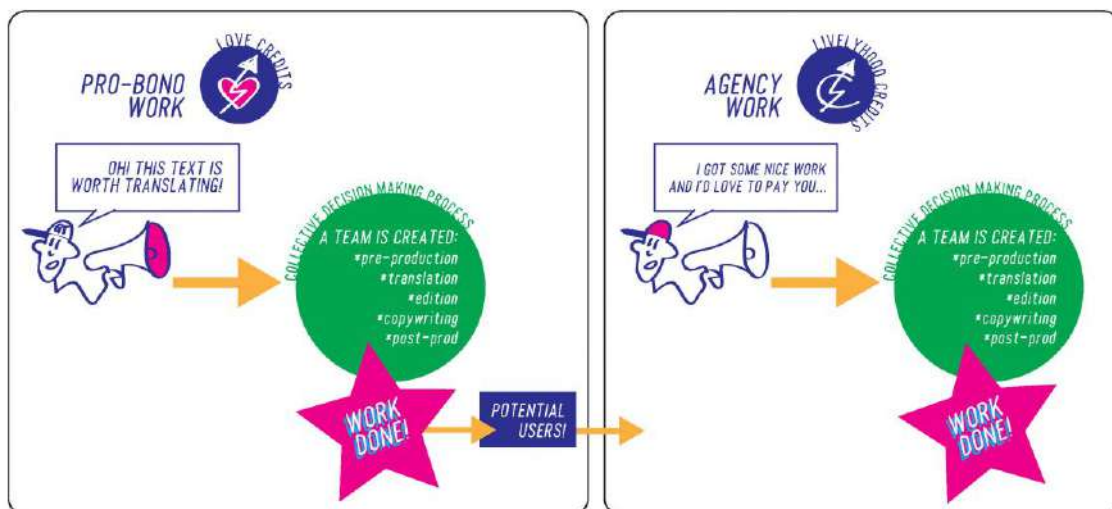 LOVE CREDITS
PRO-BONO
WORK
OH! THIS TEXT IS
WORTH TRANSLATING!
COLLECTIVE DECISION MAKING PROCESS
A TEAM IS CREATED:
*pre-production
*translation
*edition
*copywriting
*post-prod
WORK
DONE!
POTENTIAL
USERS!
LIVELYHOOD CREDITS
AGENCY
WORK
I GOT SOME NICE WORK
AND I'D LOVE TO PAY YOU...
COLLECTIVE DECISION MAKING PROCESS
A TEAM IS CREATED:
*pre-production
*translation
*edition
*copywriting
*post-prod
WORK
DONE!